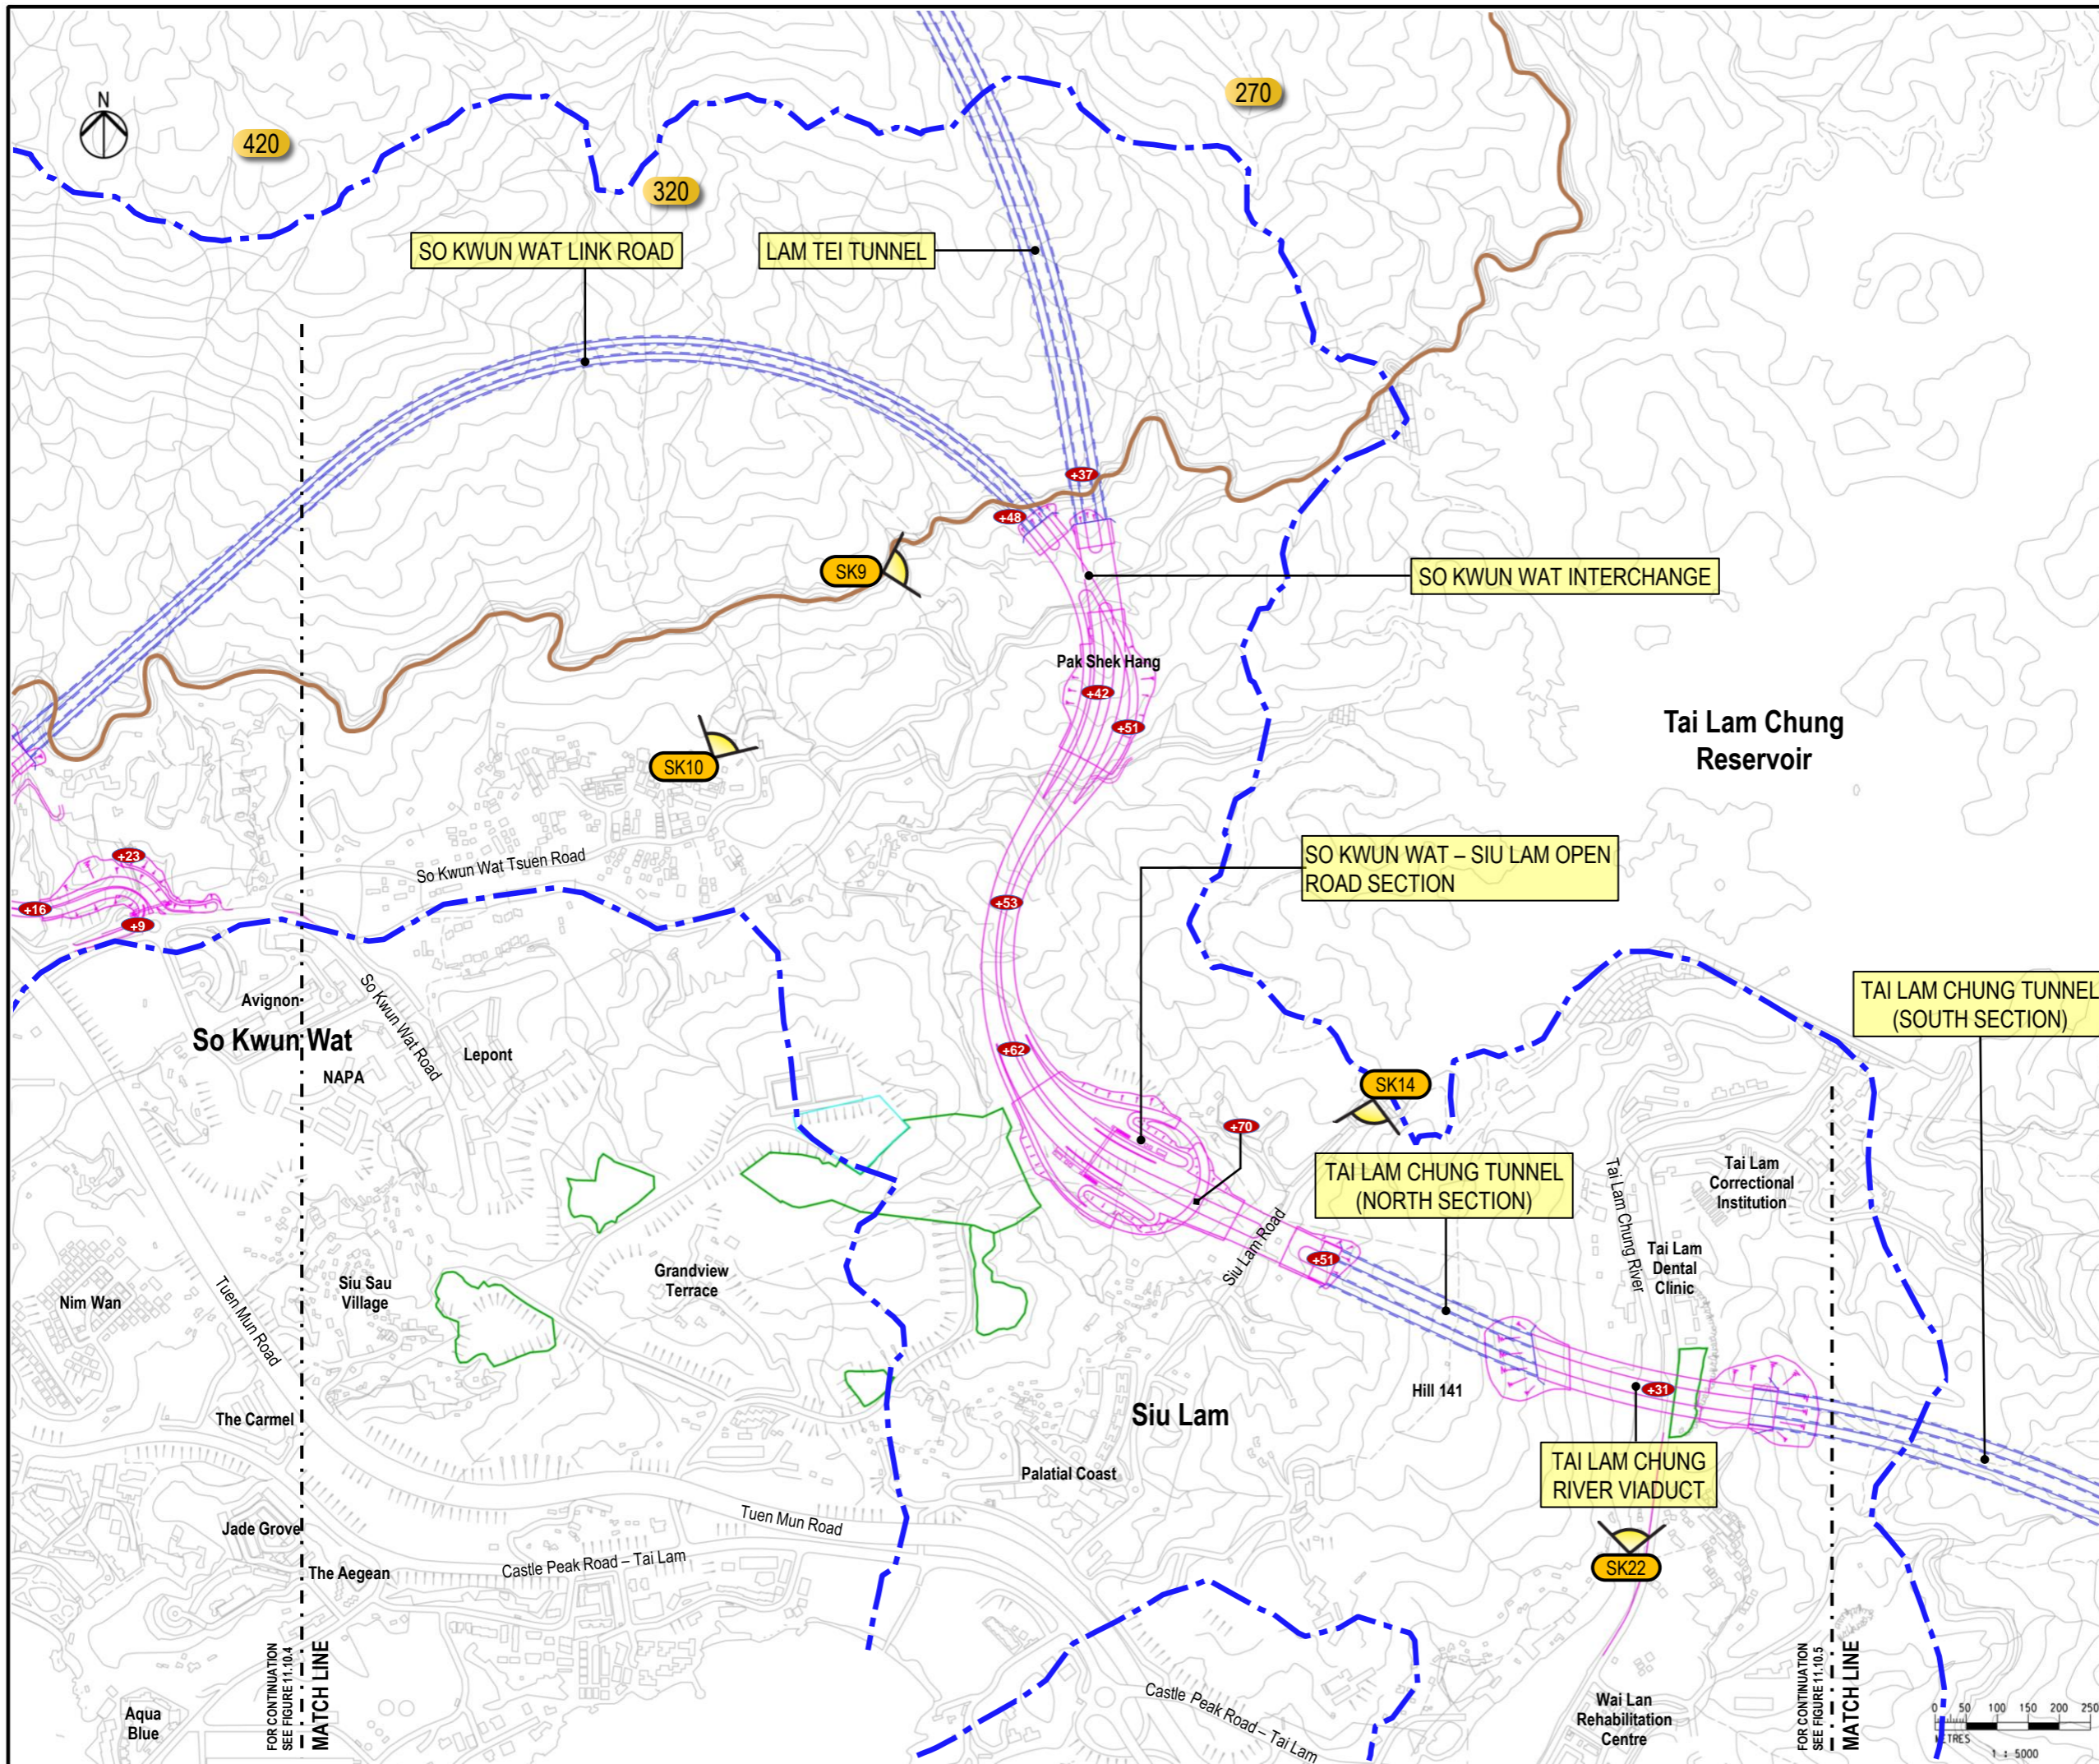 N
420
270
320
SO KWUN WAT LINK ROAD
LAM TEI TUNNEL
+37
+48
SK9
SO KWUN WAT INTERCHANGE
Pak Shek Hang
+42
+51
Tai Lam Chung
Reservoir
SK10
SO KWUN WAT – SIU LAM OPEN
ROAD SECTION
+23
So Kwun Wat Tsuen Road
+16
+9
+53
Avignon
So Kwun Wat
So Kwun Wat Road
NAPA
Lepont
+62
TAI LAM CHUNG TUNNEL
(SOUTH SECTION)
SK14
+70
TAI LAM CHUNG TUNNEL
(NORTH SECTION)
Tai Lam Chung River
Tai Lam
Correctional
Institution
Siu Lam Road
+51
Tai Lam
Dental
Clinic
Nim Wan
Tuen Mun Road
Siu Sau
Village
Grandview
Terrace
Hill 141
+31
The Carmel
Siu Lam
Palatial Coast
TAI LAM CHUNG
RIVER VIADUCT
Jade Grove
Tuen Mun Road
The Aegean
Castle Peak Road – Tai Lam
SK22
FOR CONTINUATION
SEE FIGURE 11.10.4
MATCH LINE
Aqua
Blue
Castle Peak Road – Tai Lam
Wai Lan
Rehabilitation
Centre
FOR CONTINUATION
SEE FIGURE 11.10.5
MATCH LINE
0 50 100 150 200 250
METRES
1 : 5000